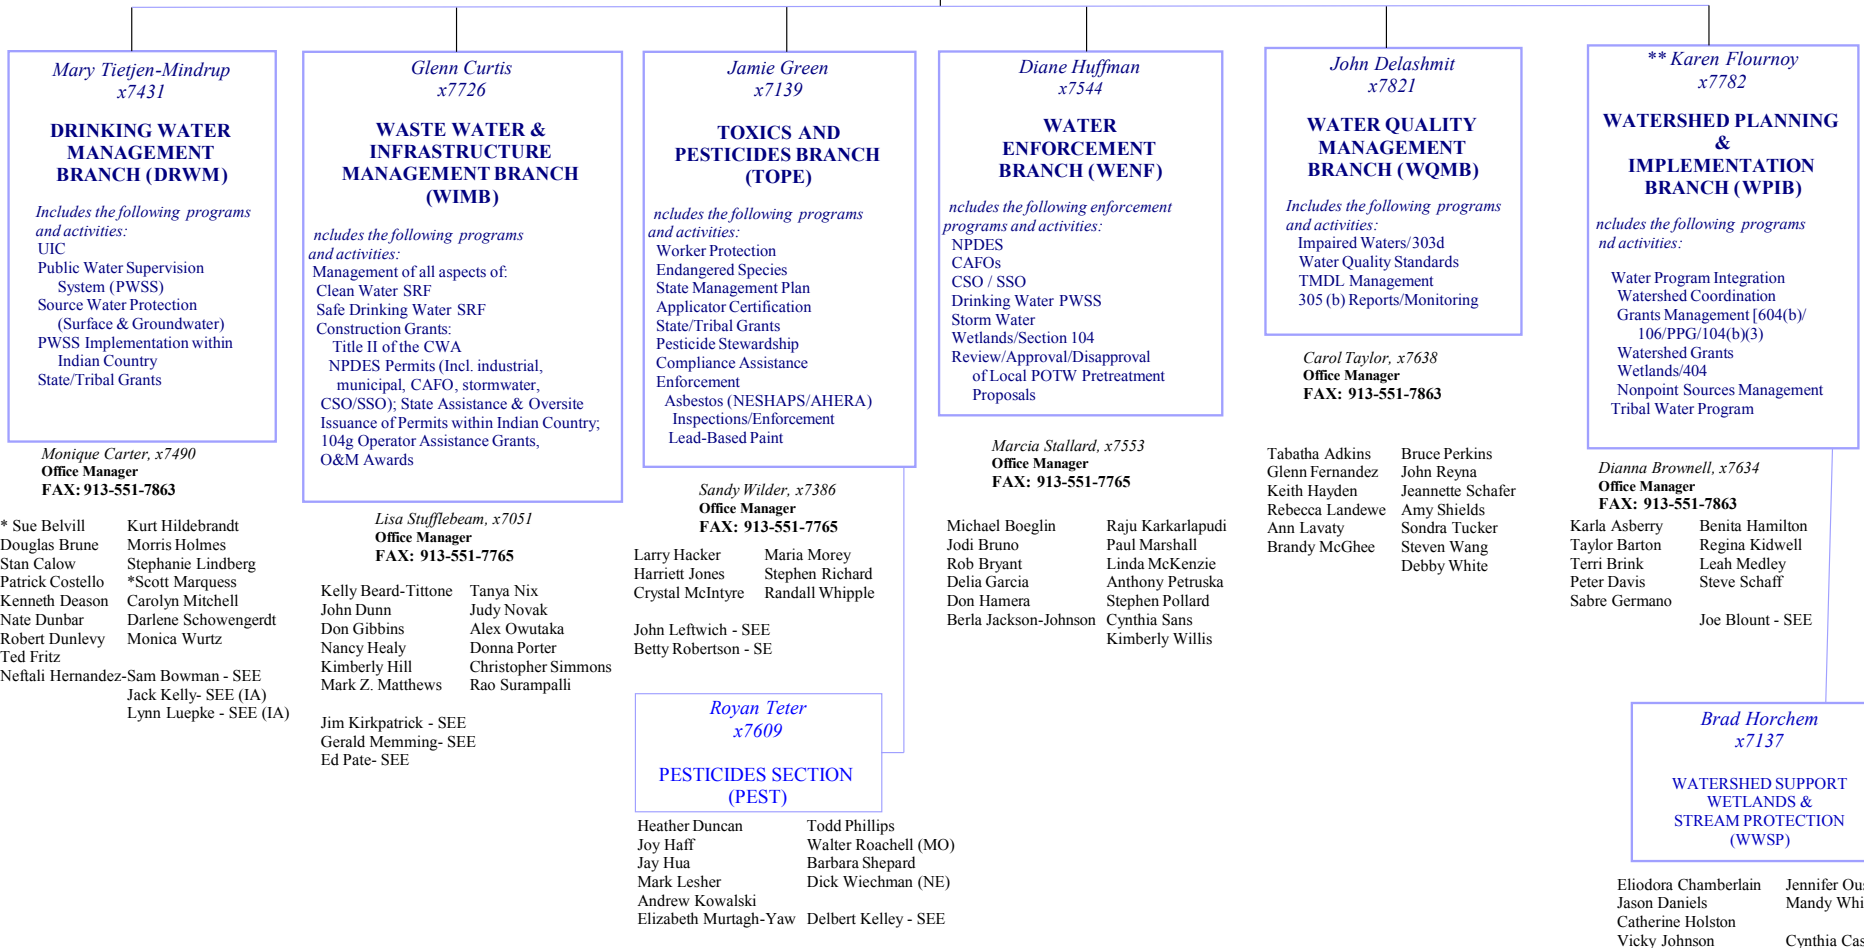 Mary Tietjen-Mindrup
x7431
DRINKING WATER
MANAGEMENT
BRANCH (DRWM)
Includes the following programs
and activities:
UIC
Public Water Supervision
System (PWSS)
Source Water Protection
(Surface & Groundwater)
PWSS Implementation within
Indian Country
State/Tribal Grants
Monique Carter, x7490
Office Manager
FAX: 913-551-7863
* Sue Belvill
Douglas Brune
Stan Calow
Patrick Costello
Kenneth Deason
Nate Dunbar
Robert Dunlevy
Ted Fritz
Neftali Hernandez-
Kurt Hildebrandt
Morris Holmes
Stephanie Lindberg
*Scott Marquess
Carolyn Mitchell
Darlene Schowengerdt
Monica Wurtz
Sam Bowman - SEE
Jack Kelly- SEE (IA)
Lynn Luepke - SEE (IA)
Glenn Curtis
x7726
WASTE WATER &
INFRASTRUCTURE
MANAGEMENT BRANCH
(WIMB)
ncludes the following programs
and activities:
Management of all aspects of:
Clean Water SRF
Safe Drinking Water SRF
Construction Grants:
Title II of the CWA
NPDES Permits (Incl. industrial,
municipal, CAFO, stormwater,
CSO/SSO); State Assistance & Oversite
Issuance of Permits within Indian Country;
104g Operator Assistance Grants,
O&M Awards
Lisa Stufflebeam, x7051
Office Manager
FAX: 913-551-7765
Kelly Beard-Tittone
John Dunn
Don Gibbins
Nancy Healy
Kimberly Hill
Mark Z. Matthews
Tanya Nix
Judy Novak
Alex Owutaka
Donna Porter
Christopher Simmons
Rao Surampalli
Jim Kirkpatrick - SEE
Gerald Memming- SEE
Ed Pate- SEE
Jamie Green
x7139
TOXICS AND
PESTICIDES BRANCH
(TOPE)
ncludes the following programs
and activities:
Worker Protection
Endangered Species
State Management Plan
Applicator Certification
State/Tribal Grants
Pesticide Stewardship
Compliance Assistance
Enforcement
Asbestos (NESHAPS/AHERA)
Inspections/Enforcement
Lead-Based Paint
Sandy Wilder, x7386
Office Manager
FAX: 913-551-7765
Larry Hacker
Harriett Jones
Crystal McIntyre
Maria Morey
Stephen Richard
Randall Whipple
John Leftwich - SEE
Betty Robertson - SE
Royan Teter
x7609
PESTICIDES SECTION
(PEST)
Heather Duncan
Joy Haff
Jay Hua
Mark Lesher
Andrew Kowalski
Elizabeth Murtagh-Yaw
Todd Phillips
Walter Roachell (MO)
Barbara Shepard
Dick Wiechman (NE)
Delbert Kelley - SEE
Diane Huffman
x7544
WATER
ENFORCEMENT
BRANCH (WENF)
ncludes the following enforcement
programs and activities:
NPDES
CAFOs
CSO / SSO
Drinking Water PWSS
Storm Water
Wetlands/Section 104
Review/Approval/Disapproval
of Local POTW Pretreatment
Proposals
Marcia Stallard, x7553
Office Manager
FAX: 913-551-7765
Michael Boeglin
Jodi Bruno
Rob Bryant
Delia Garcia
Don Hamera
Berla Jackson-Johnson
Raju Karkarlapudi
Paul Marshall
Linda McKenzie
Anthony Petruska
Stephen Pollard
Cynthia Sans
Kimberly Willis
John Delashmit
x7821
WATER QUALITY
MANAGEMENT
BRANCH (WQMB)
Includes the following programs
and activities:
Impaired Waters/303d
Water Quality Standards
TMDL Management
305 (b) Reports/Monitoring
Carol Taylor, x7638
Office Manager
FAX: 913-551-7863
Tabatha Adkins
Glenn Fernandez
Keith Hayden
Rebecca Landewe
Ann Lavaty
Brandy McGhee
Bruce Perkins
John Reyna
Jeannette Schafer
Amy Shields
Sondra Tucker
Steven Wang
Debby White
** Karen Flournoy
x7782
WATERSHED PLANNING
&
IMPLEMENTATION
BRANCH (WPIB)
ncludes the following programs
nd activities:
Water Program Integration
Watershed Coordination
Grants Management [604(b)/
106/PPG/104(b)(3)
Watershed Grants
Wetlands/404
Nonpoint Sources Management
Tribal Water Program
Dianna Brownell, x7634
Office Manager
FAX: 913-551-7863
Karla Asberry
Taylor Barton
Terri Brink
Peter Davis
Sabre Germano
Benita Hamilton
Regina Kidwell
Leah Medley
Steve Schaff
Joe Blount - SEE
Brad Horchem
x7137
WATERSHED SUPPORT
WETLANDS &
STREAM PROTECTION
(WWSP)
Eliodora Chamberlain
Jason Daniels
Catherine Holston
Vicky Johnson
Jennifer
Mandy
Cynthia